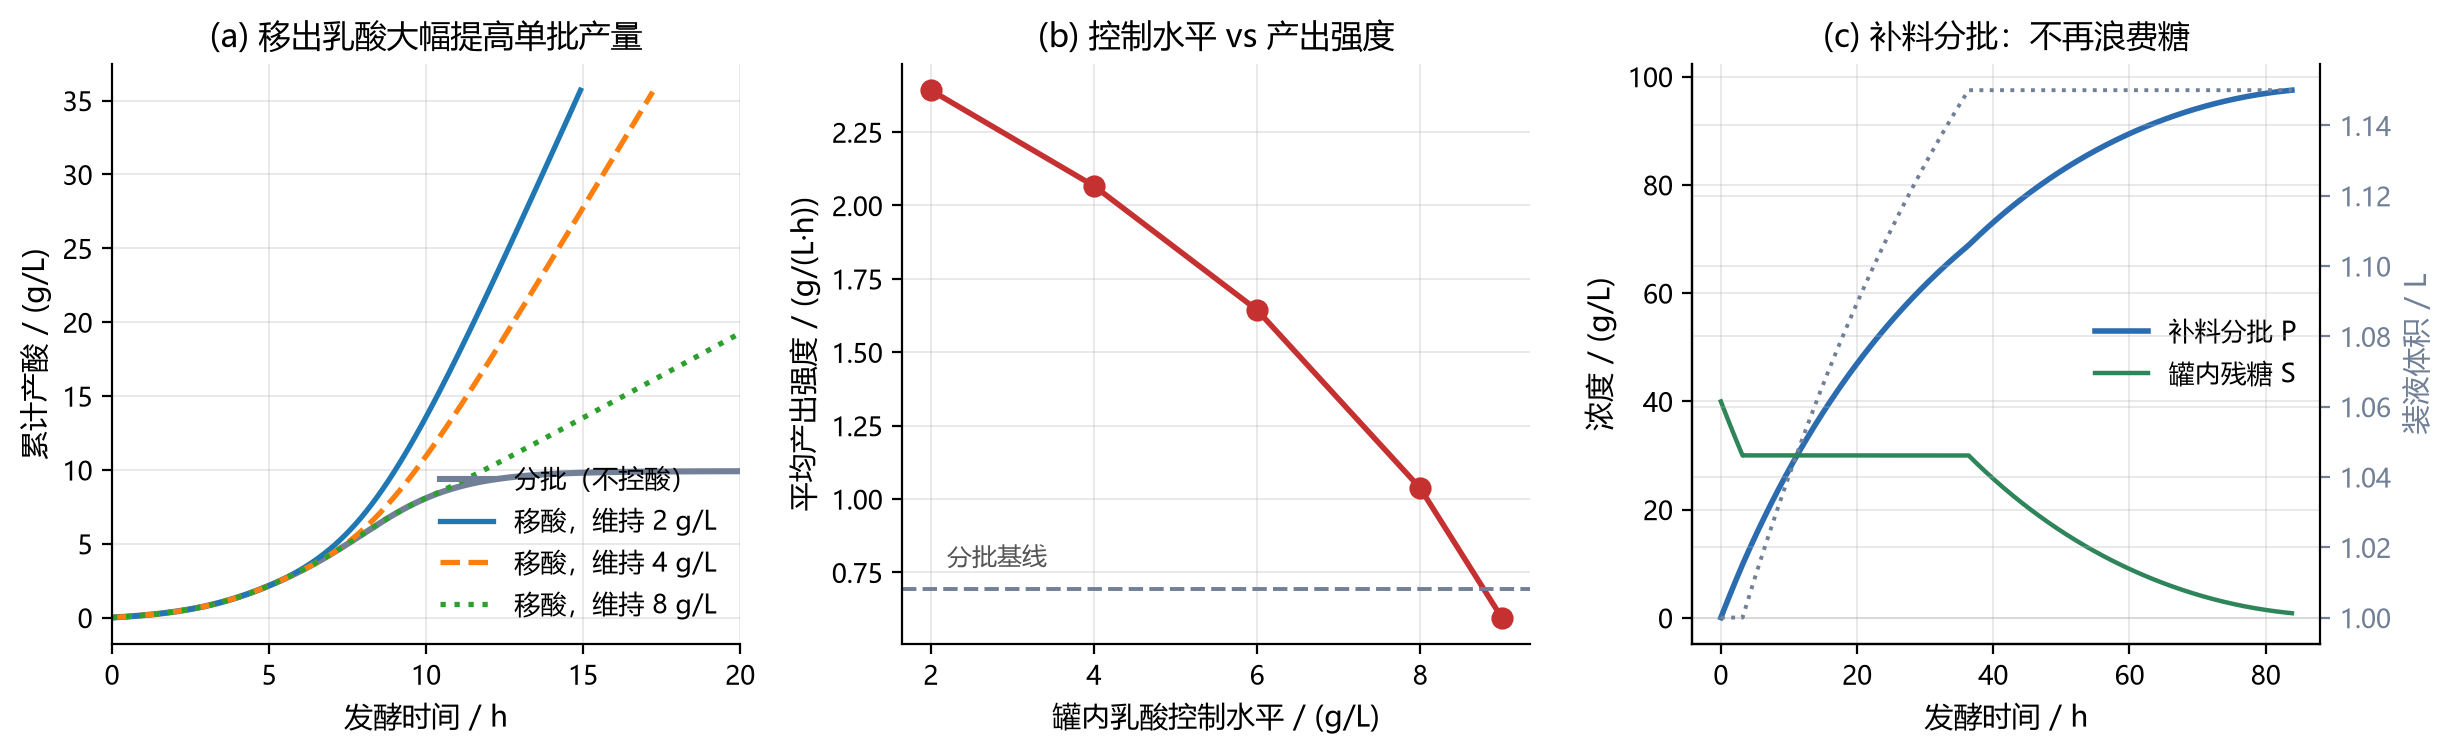 (a) 移出乳酸大幅提高单批产量
累计产酸 / (g/L)
35
30
25
20
15
10
5
0
分批（不控酸）
移酸，维持 2 g/L
移酸，维持 4 g/L
移酸，维持 8 g/L
0 5 10 15 20
发酵时间 / h
(b) 控制水平 vs 产出强度
平均产出强度 / (g/(L·h))
2.25
2.00
1.75
1.50
1.25
1.00
0.75
分批基线
2 4 6 8
罐内乳酸控制水平 / (g/L)
(c) 补料分批：不再浪费糖
浓度 / (g/L)
100
80
60
40
20
0
补料分批 P
罐内残糖 S
1.14
1.12
1.10
1.08
1.06
1.04
1.02
1.00
装液体积 / L
0 20 40 60 80
发酵时间 / h